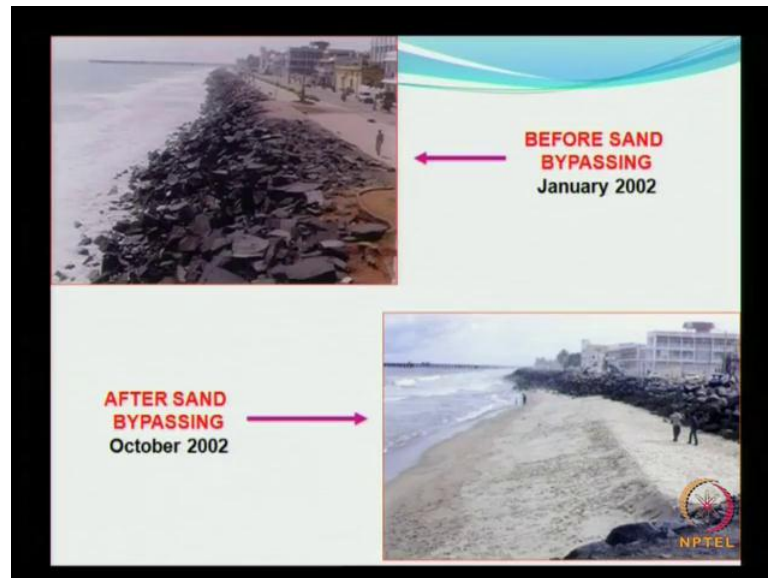 BEFORE SAND
BYPASSING
January 2002
AFTER SAND
BYPASSING
October 2002
NPTEL